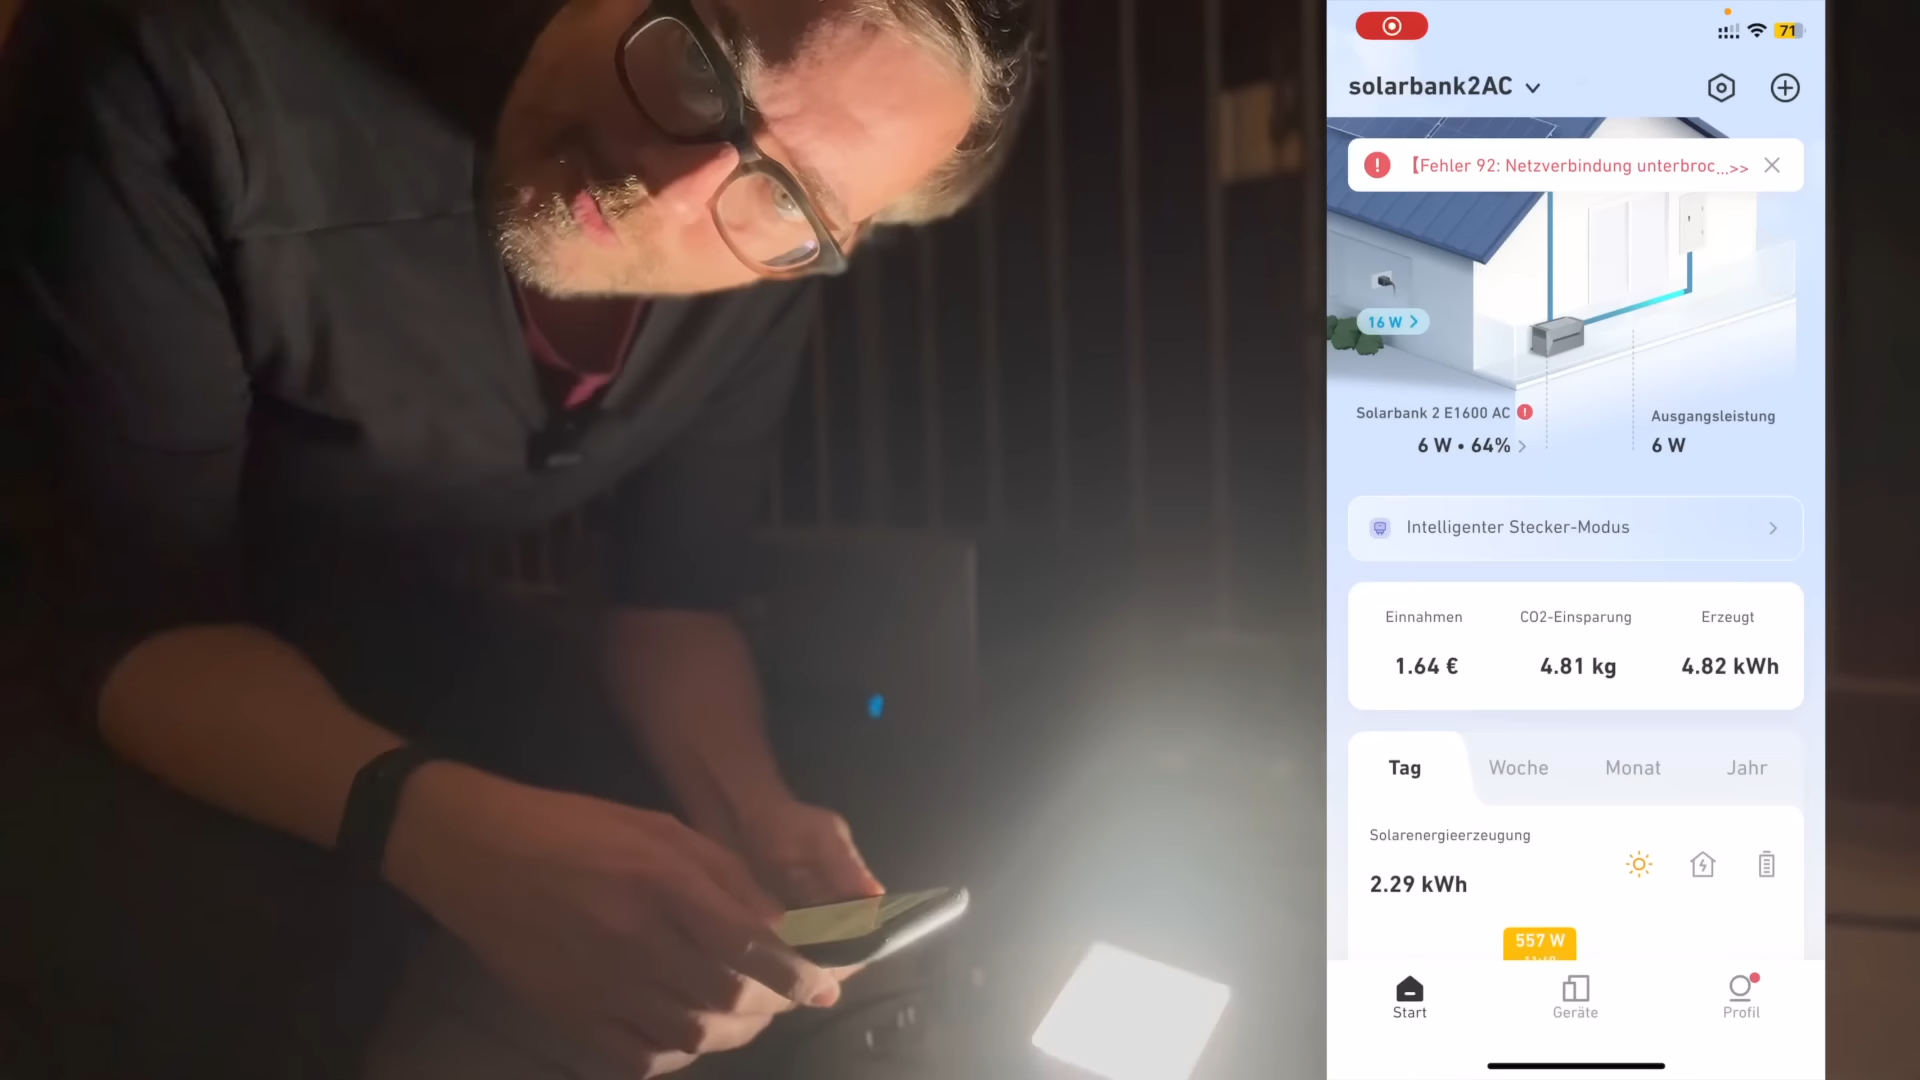 71
solarbank2AC
【Fehler 92: Netzverbindung unterbroc...>>
16 W
Solarbank 2 E1600 AC
6 W • 64%
Ausgangsleistung
6 W
Intelligenter Stecker-Modus
Einnahmen
CO2-Einsparung
Erzeugt
1.64 €
4.81 kg
4.82 kWh
Tag
Woche
Monat
Jahr
Solarenergieerzeugung
2.29 kWh
557 W
Start
Geräte
Profil